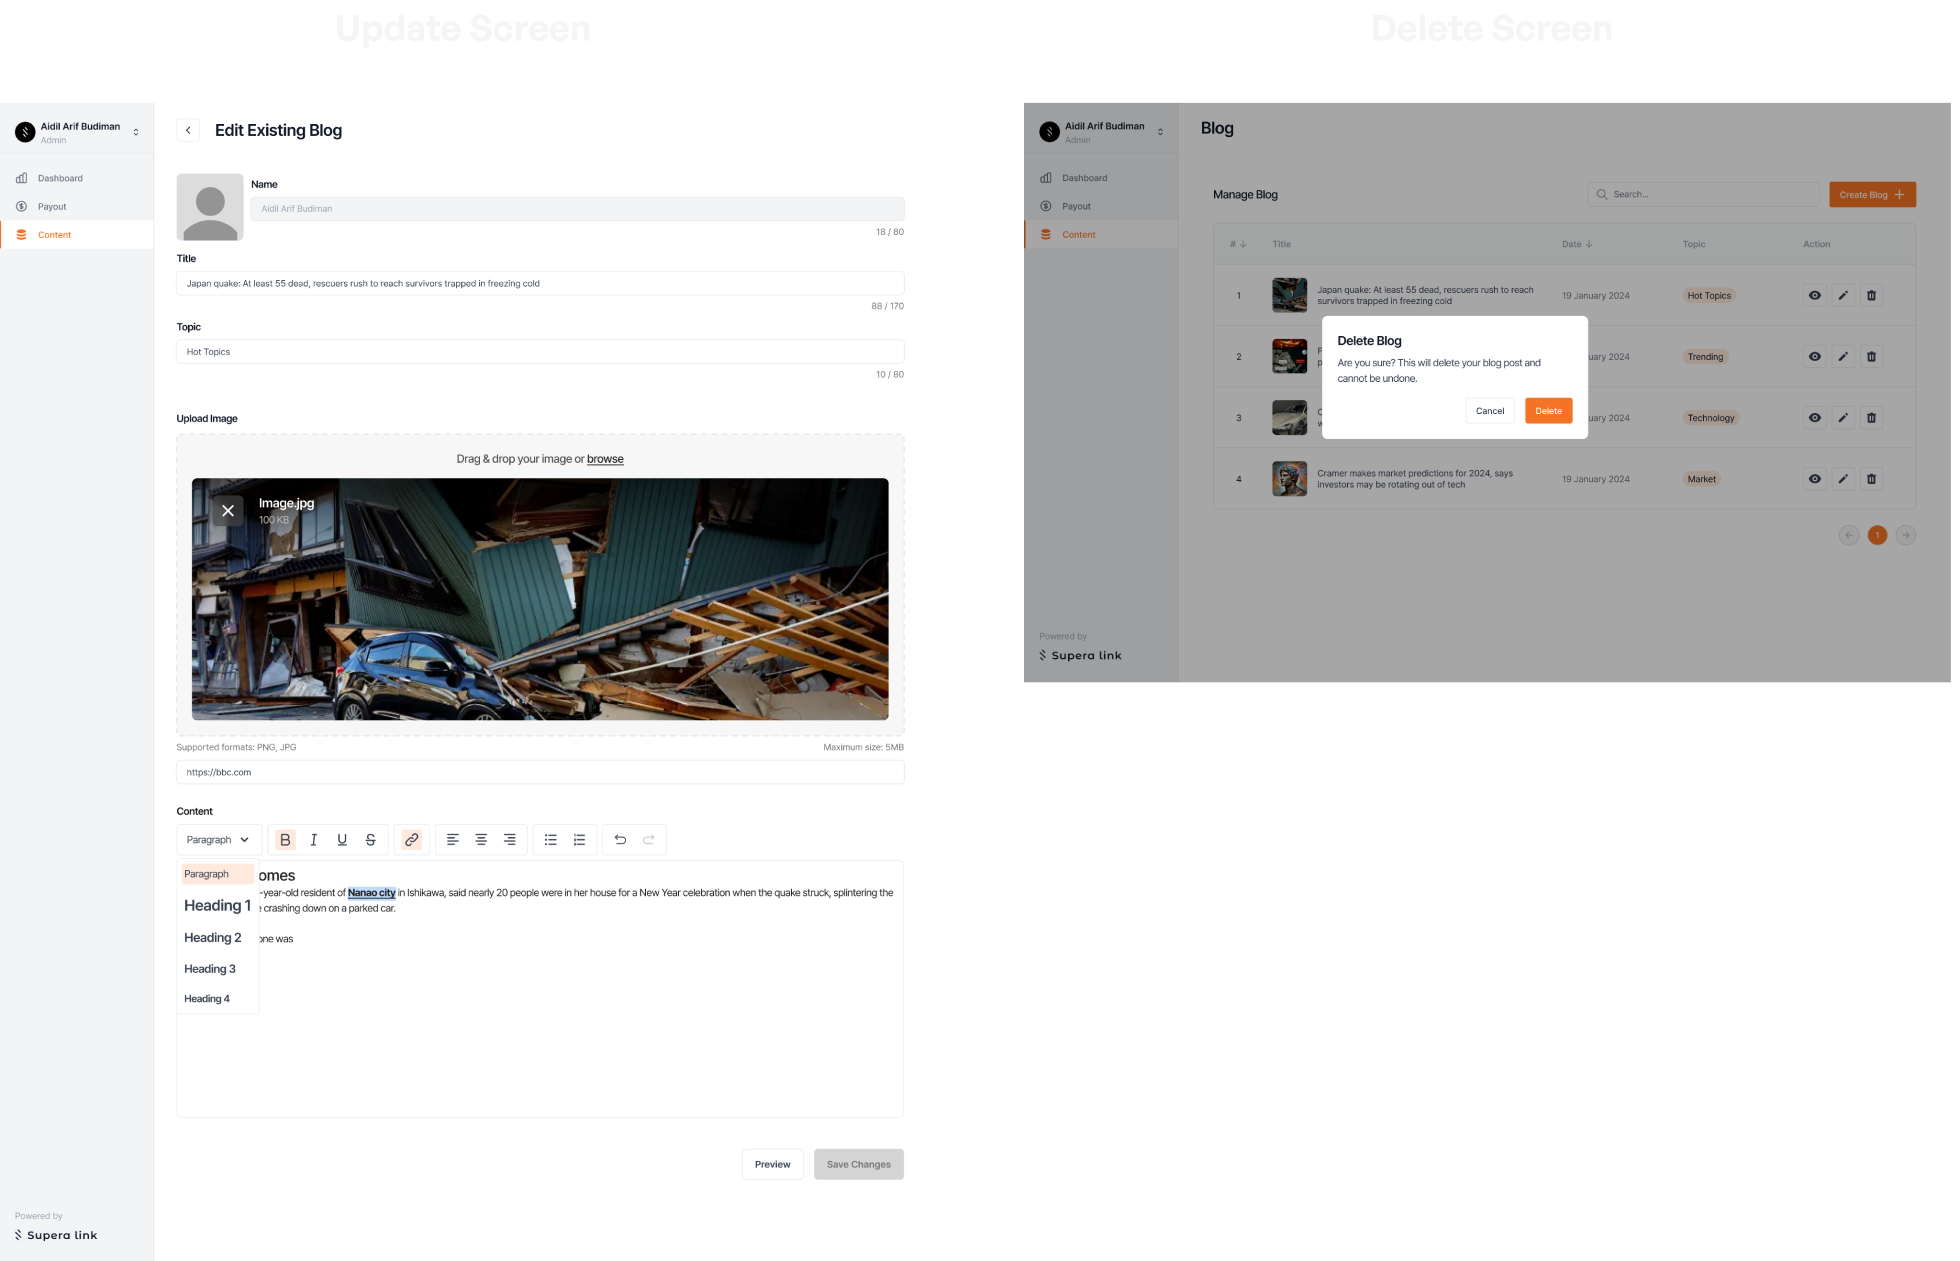 Update Screen
Aidil Arif Budiman
Admin
Dashboard
Payout
Content
Edit Existing Blog
Name
Aidil Arif Budiman
18 / 80
Title
Japan quake: At least 55 dead, rescuers rush to reach survivors trapped in freezing cold
88 / 170
Topic
Hot Topics
10 / 80
Upload Image
Drag & drop your image or browse
Image.jpg
100 KB
Supported formats: PNG, JPG
Maximum size: 5MB
https://bbc.com
Content
Paragraph
B I U S
Paragraph
Heading 1
Heading 2
Heading 3
Heading 4
omes
-year-old resident of Nanao city in Ishikawa, said nearly 20 people were in her house for a New Year celebration when the quake struck, splintering the
crashing down on a parked car.
one was
Preview
Save Changes
Powered by
Supera link
Delete Screen
Aidil Arif Budiman
Admin
Dashboard
Payout
Content
Blog
Manage Blog
Search...
Create Blog
# Title Date Topic Action
1
Japan quake: At least 55 dead, rescuers rush to reach
survivors trapped in freezing cold
19 January 2024
Hot Topics
2
F
p
uary 2024
Trending
3
C
w
uary 2024
Technology
4
Cramer makes market predictions for 2024, says
investors may be rotating out of tech
19 January 2024
Market
1
Delete Blog
Are you sure? This will delete your blog post and
cannot be undone.
Cancel
Delete
Powered by
Supera link